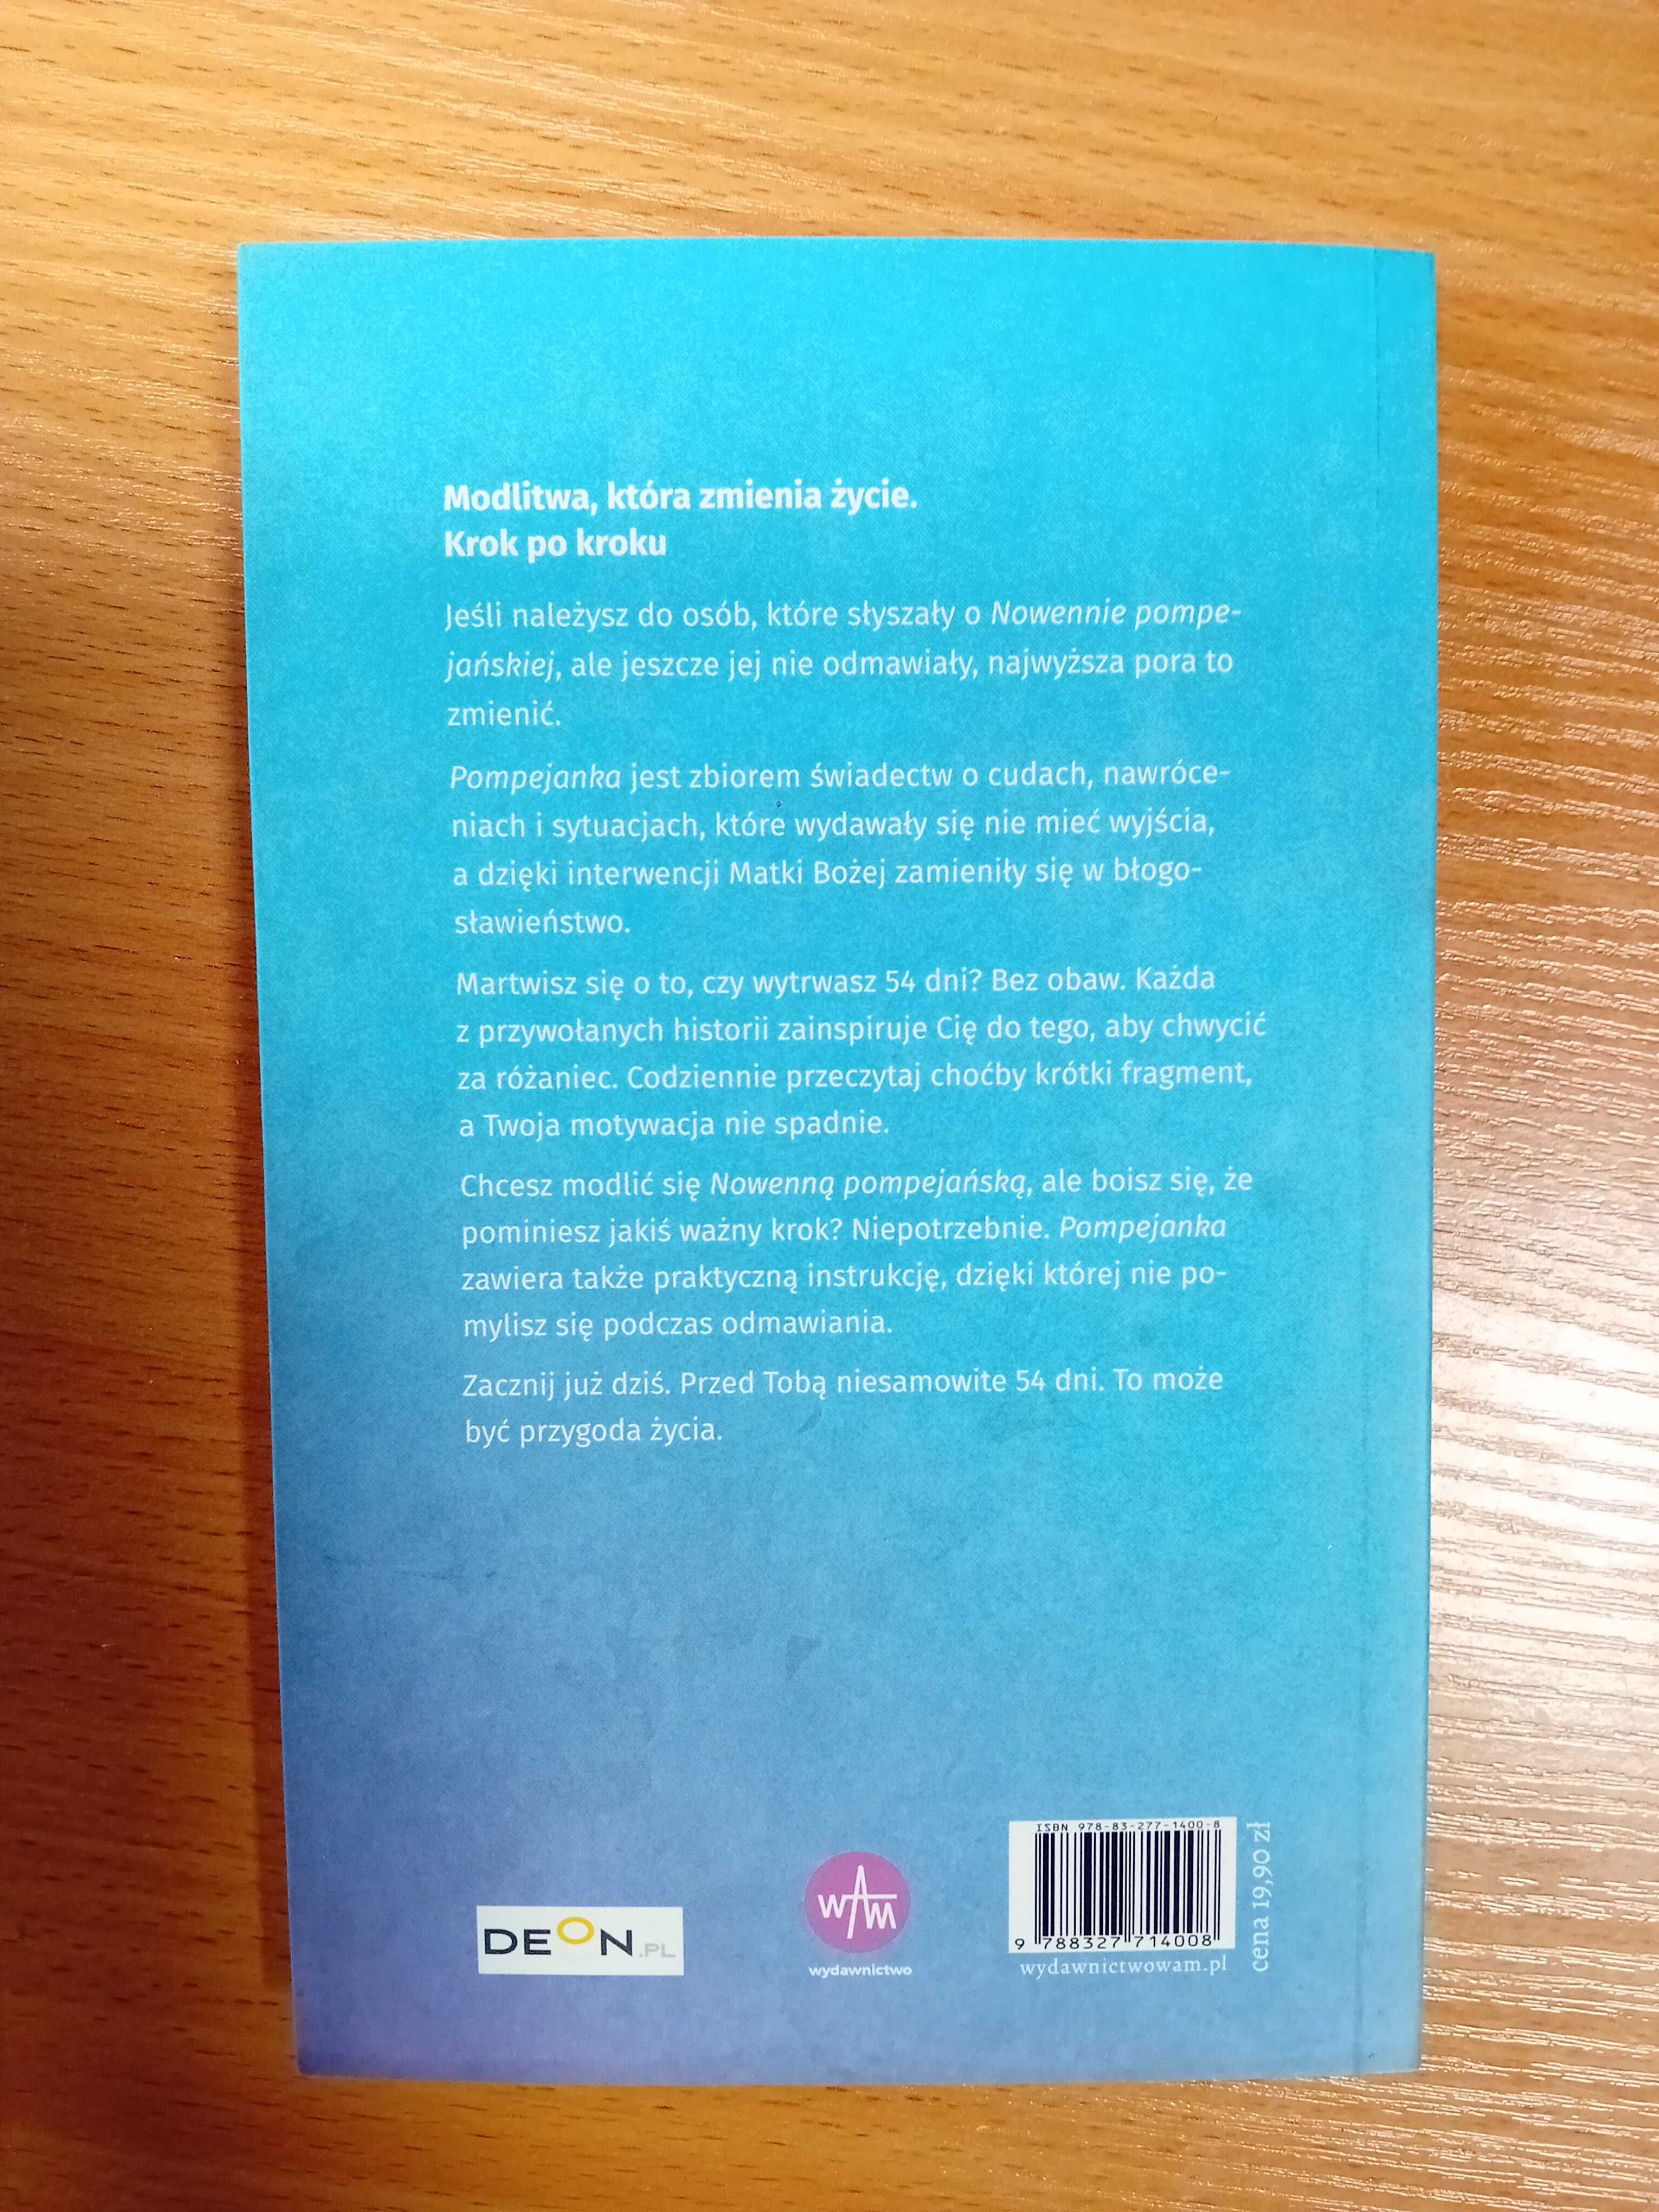 Modlitwa, która zmienia życie.
Krok po kroku
Jeśli należysz do osób, które słyszały o Nowennie pompe-
jańskiej, ale jeszcze jej nie odmawiały, najwyższa pora to
zmienić.
Pompejanka jest zbiorem świadectw o cudach, nawróce-
niach i sytuacjach, które wydawały się nie mieć wyjścia,
a dzięki interwencji Matki Bożej zamieniły się w błogo-
sławieństwo.
Martwisz się o to, czy wytrwasz 54 dni? Bez obaw. Każda
z przywołanych historii zainspiruje Cię do tego, aby chwycić
za różaniec. Codziennie przeczytaj choćby krótki fragment,
a Twoja motywacja nie spadnie.
Chcesz modlić się Nowenną pompejańską, ale boisz się, że
pominiesz jakiś ważny krok? Niepotrzebnie. Pompejanka
zawiera także praktyczną instrukcję, dzięki której nie po-
mylisz się podczas odmawiania.
Zacznij już dziś. Przed Tobą niesamowite 54 dni. To może
być przygoda życia.
DEON.PL
WAM
wydawnictwo
ISBN 978-83-277-1400-8
9 788327 714008
wydawnictwowam.pl
cena 19,90 zł